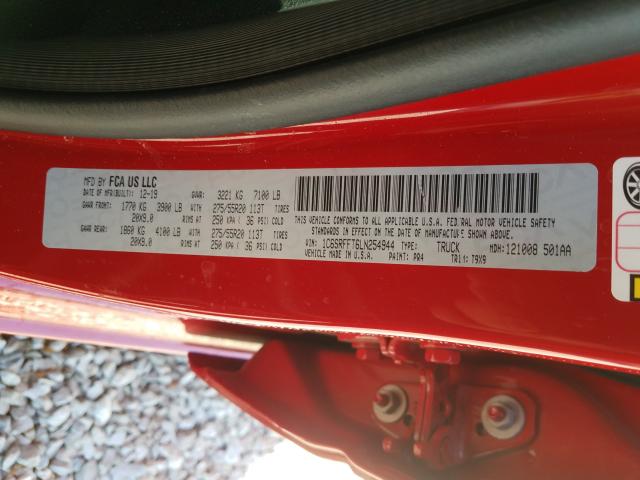 MFD BY FCA US LLC
DATE OF MFR(BUILT): 12-19 GVWR: 3221 KG 7100 LB
GAWR FRONT: 1770 KG 3900 LB WITH 275/55R20 113T TIRES
20X9.0 RIMS AT 250 KPA ( 36 PSI) COLD
GAWR REAR: 1860 KG 4100 LB WITH 275/55R20 113T TIRES
20X9.0 RIMS AT 250 KPA ( 36 PSI) COLD
THIS VEHICLE CONFORMS TO ALL APPLICABLE U.S.A. FEDERAL MOTOR VEHICLE SAFETY
STANDARDS IN EFFECT ON THE DATE OF MANUFACTURE SHOWN ABOVE.
VIN: 1C6SRFFT6LN254944 TYPE: TRUCK MDH: 121008 501AA
VEHICLE MADE IN U.S.A. PAINT: PR4 TRIM: T9X9